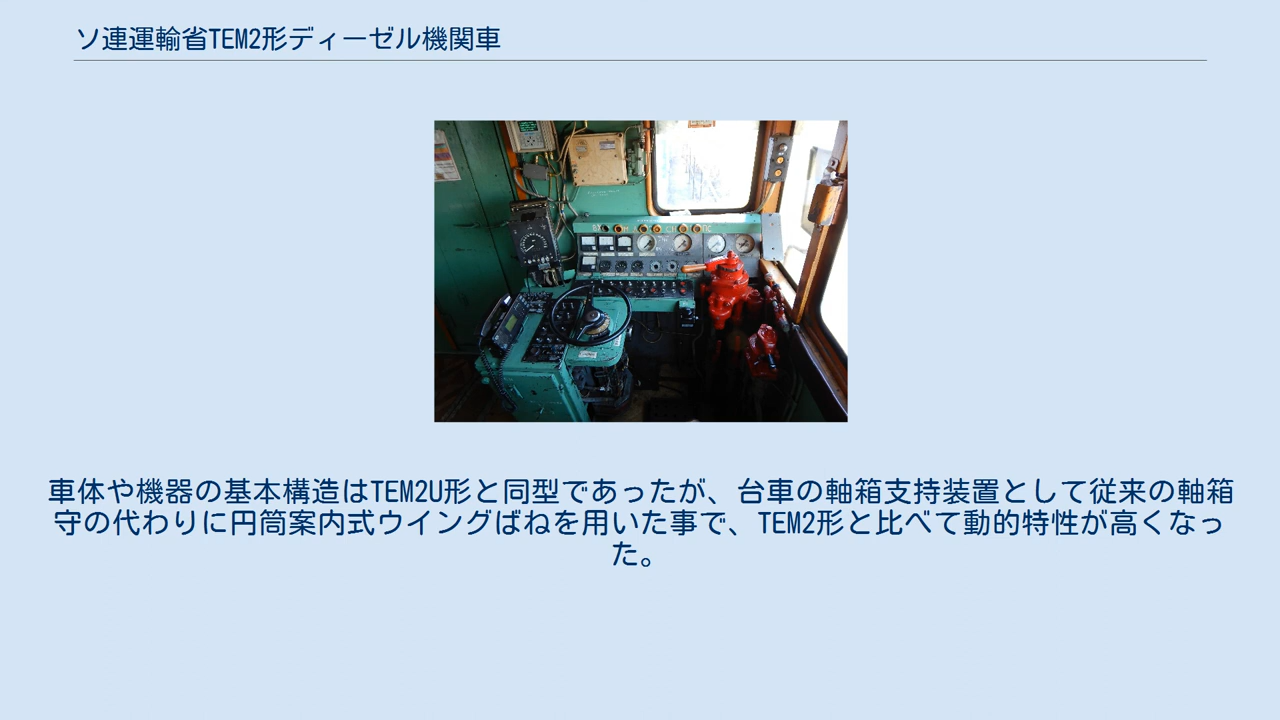 ソ連運輸省TEM2形ディーゼル機関車
車体や機器の基本構造はTEM2U形と同型であったが、台車の軸箱支持装置として従来の軸箱
守の代わりに円筒案内式ウイングばねを用いた事で、TEM2形と比べて動的特性が高くなっ
た。